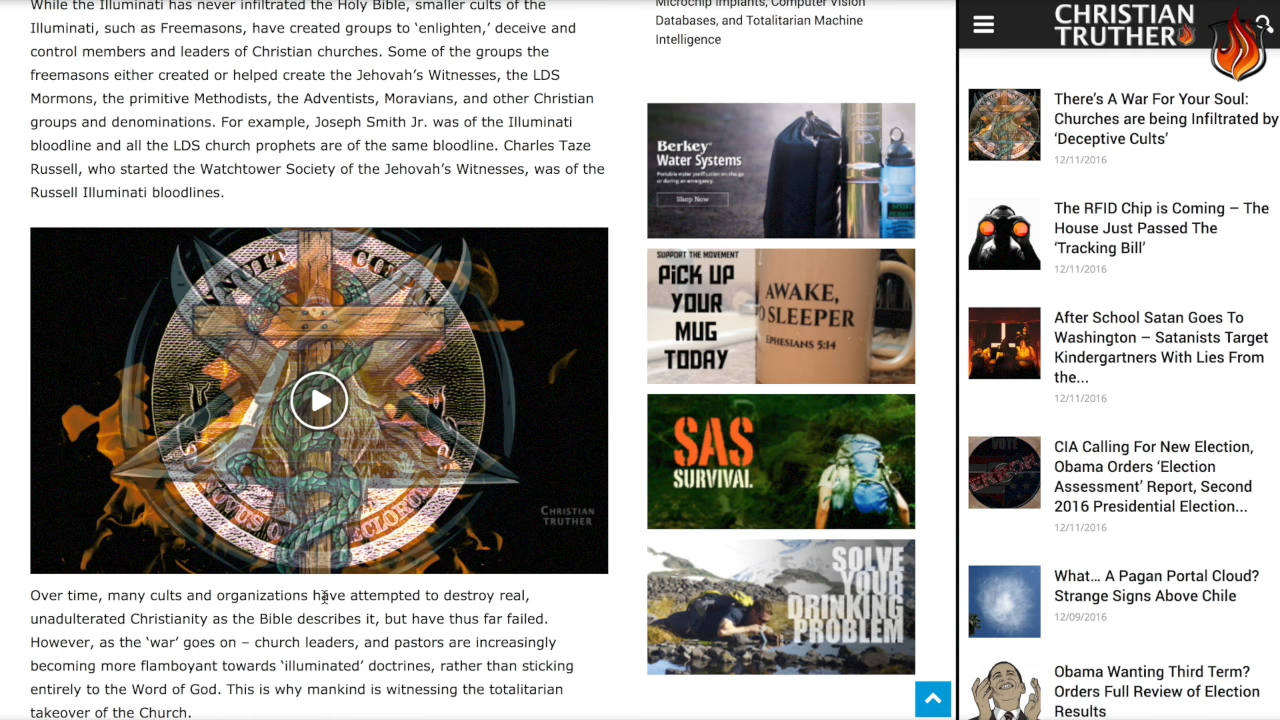 While the Illuminati has never infiltrated the Holy Bible, smaller cults of the
Illuminati, such as Freemasons, have created groups to ‘enlighten,’ deceive and
control members and leaders of Christian churches. Some of the groups the
freemasons either created or helped create the Jehovah’s Witnesses, the LDS
Mormons, the primitive Methodists, the Adventists, Moravians, and other Christian
groups and denominations. For example, Joseph Smith Jr. was of the Illuminati
bloodline and all the LDS church prophets are of the same bloodline. Charles Taze
Russell, who started the Watchtower Society of the Jehovah’s Witnesses, was of the
Russell Illuminati bloodlines.
CHRISTIAN
TRUTHER
Over time, many cults and organizations have attempted to destroy real,
unadulterated Christianity as the Bible describes it, but have thus far failed.
However, as the ‘war’ goes on – church leaders, and pastors are increasingly
becoming more flamboyant towards ‘illuminated’ doctrines, rather than sticking
entirely to the Word of God. This is why mankind is witnessing the totalitarian
takeover of the Church.
Microchip Implants, Computer Vision
Databases, and Totalitarian Machine
Intelligence
Berkey
Water Systems
Portable water purification on the go
or during an emergency.
Shop Now
SUPPORT THE MOVEMENT
PiCK UP
YOUR
MUG
TODAY
AWAKE,
O SLEEPER
EPHESIANS 5:14
SAS
SURVIVAL
SOLVE
YOUR
DRINKING
PROBLEM
CHRISTIAN
TRUTHER
There’s A War For Your Soul:
Churches are being Infiltrated by
‘Deceptive Cults’
12/11/2016
The RFID Chip is Coming – The
House Just Passed The
‘Tracking Bill’
12/11/2016
After School Satan Goes To
Washington – Satanists Target
Kindergartners With Lies From
the...
12/11/2016
VOTE
CIA Calling For New Election,
Obama Orders ‘Election
Assessment’ Report, Second
2016 Presidential Election...
12/11/2016
What… A Pagan Portal Cloud?
Strange Signs Above Chile
12/09/2016
Obama Wanting Third Term?
Orders Full Review of Election
Results